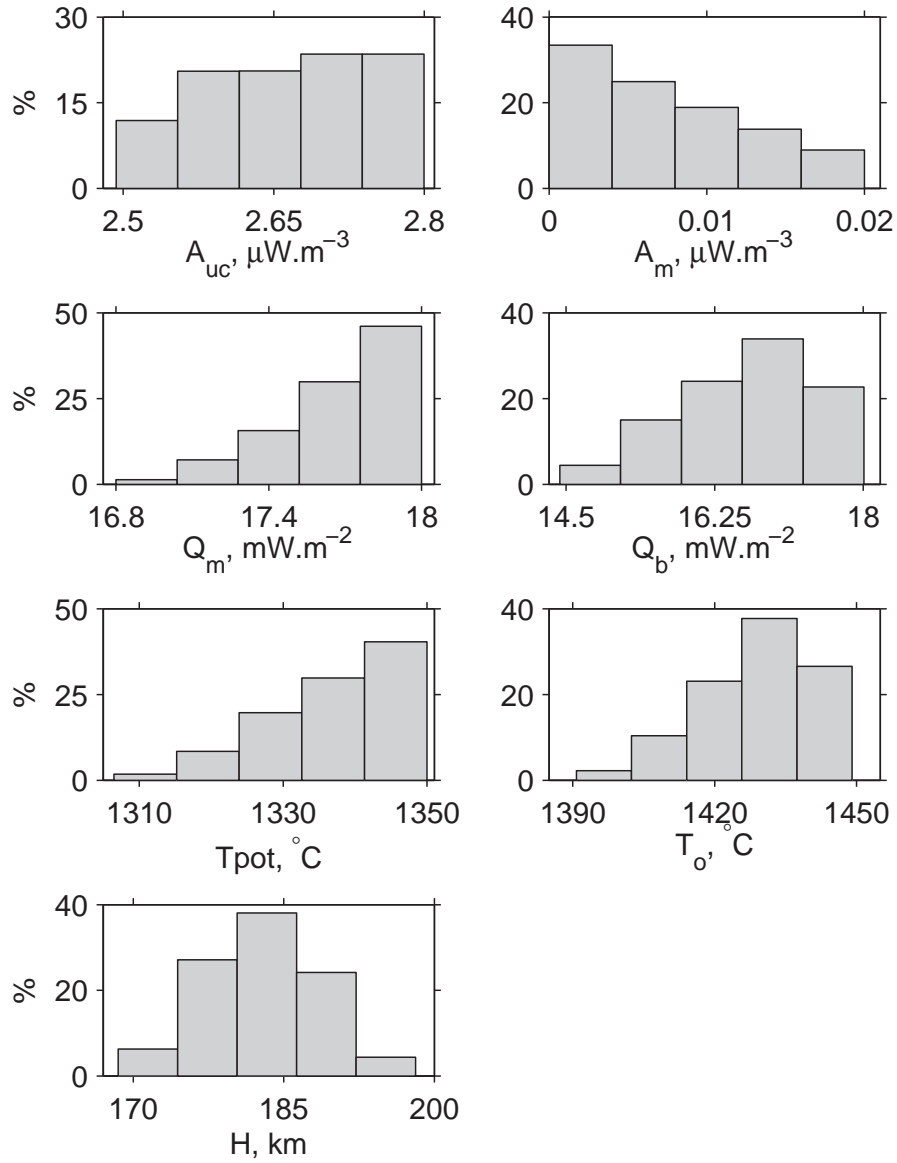 30 40
% 15 20
0 0
2.5 2.65 2.8 0 0.01 0.02
A_uc, μW.m⁻³ A_m, μW.m⁻³
50 40
% 25 20
0 0
16.8 17.4 18 14.5 16.25 18
Q_m, mW.m⁻² Q_b, mW.m⁻²
50 40
% 25 20
0 0
1310 1330 1350 1390 1420 1450
Tpot, °C T_o, °C
40
% 20
0
170 185 200
H, km